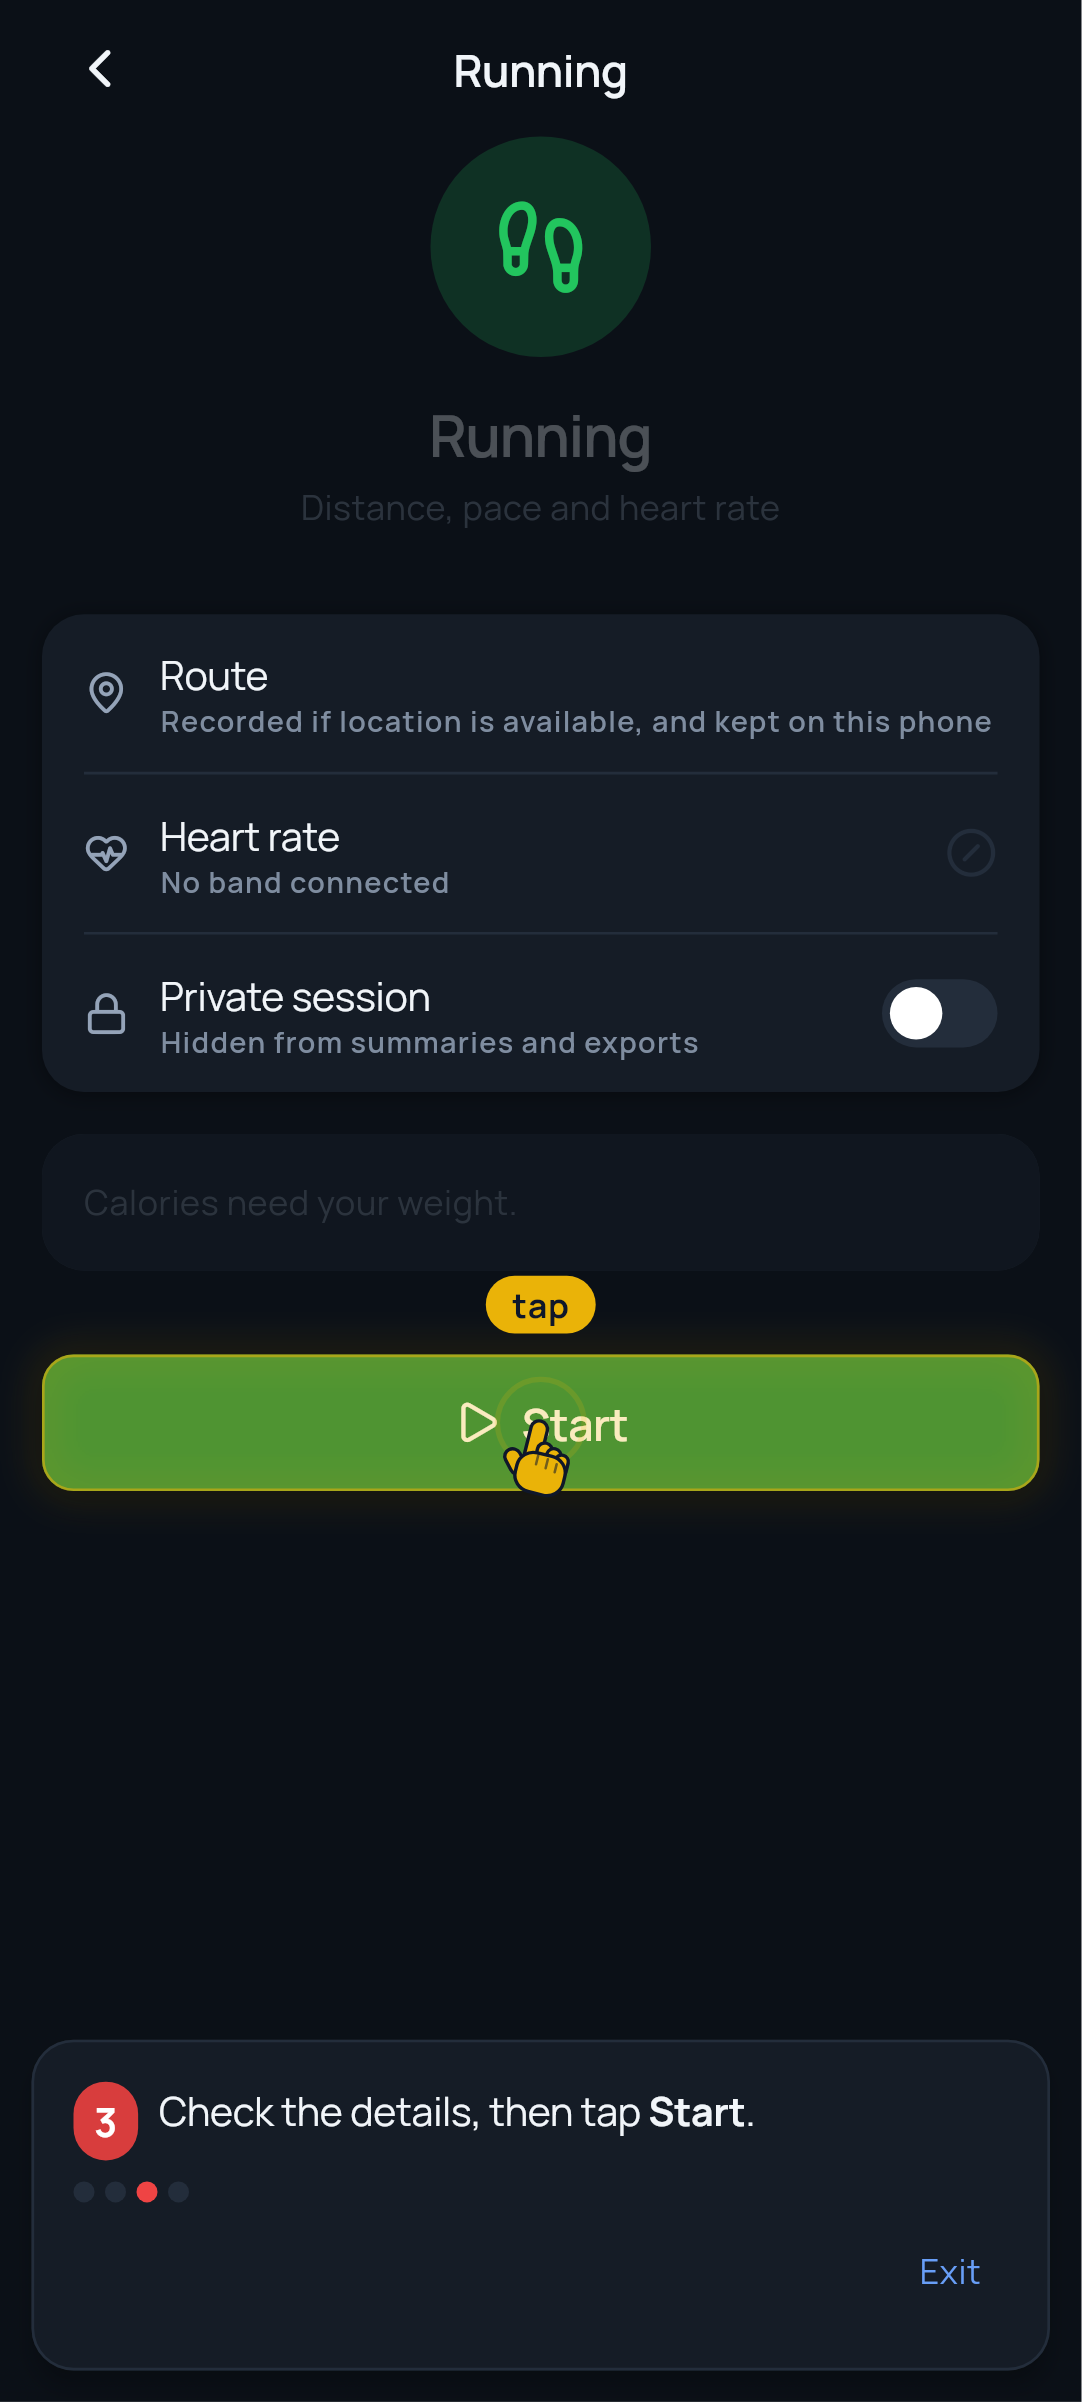 Running
Running
Distance, pace and heart rate
Route
Recorded if location is available, and kept on this phone
Heart rate
No band connected
Private session
Hidden from summaries and exports
Calories need your weight.
tap
Start
3 Check the details, then tap Start.
Exit